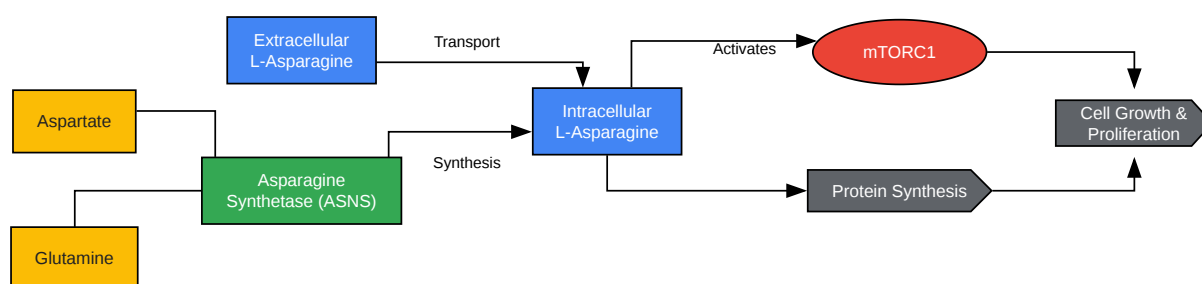 Extracellular
L-Asparagine
Transport
Activates
mTORC1
Aspartate
Intracellular
L-Asparagine
Cell Growth &
Proliferation
Synthesis
Asparagine
Synthetase (ASNS)
Protein Synthesis
Glutamine